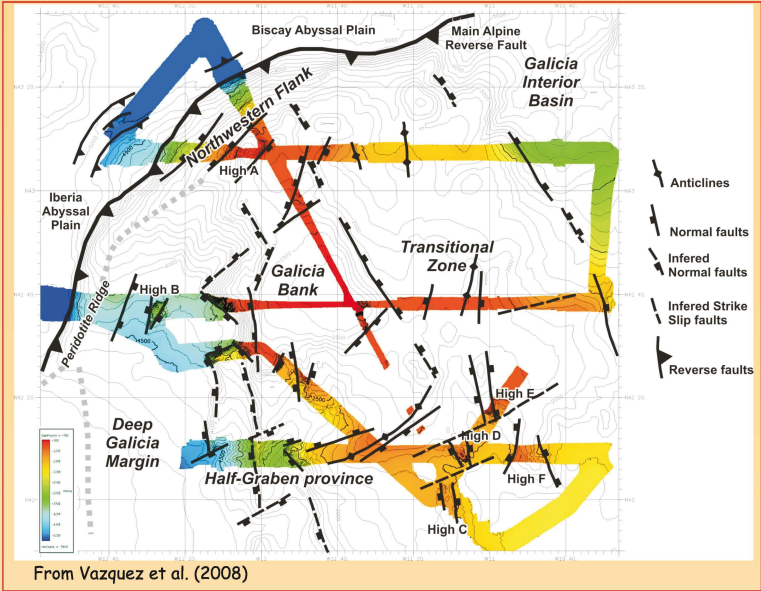 Biscay Abyssal Plain
Main Alpine
Reverse Fault
Galicia
Interior
Basin
Northwestern Flank
High A
Iberia
Abyssal
Plain
Anticlines
Normal faults
Infered
Normal faults
Infered Strike
Slip faults
Reverse faults
Transitional
Zone
Galicia
Bank
High B
Peridotite Ridge
4500
2500
High E
High D
Deep
Galicia
Margin
Half-Graben province
High F
High C
From Vazquez et al. (2008)